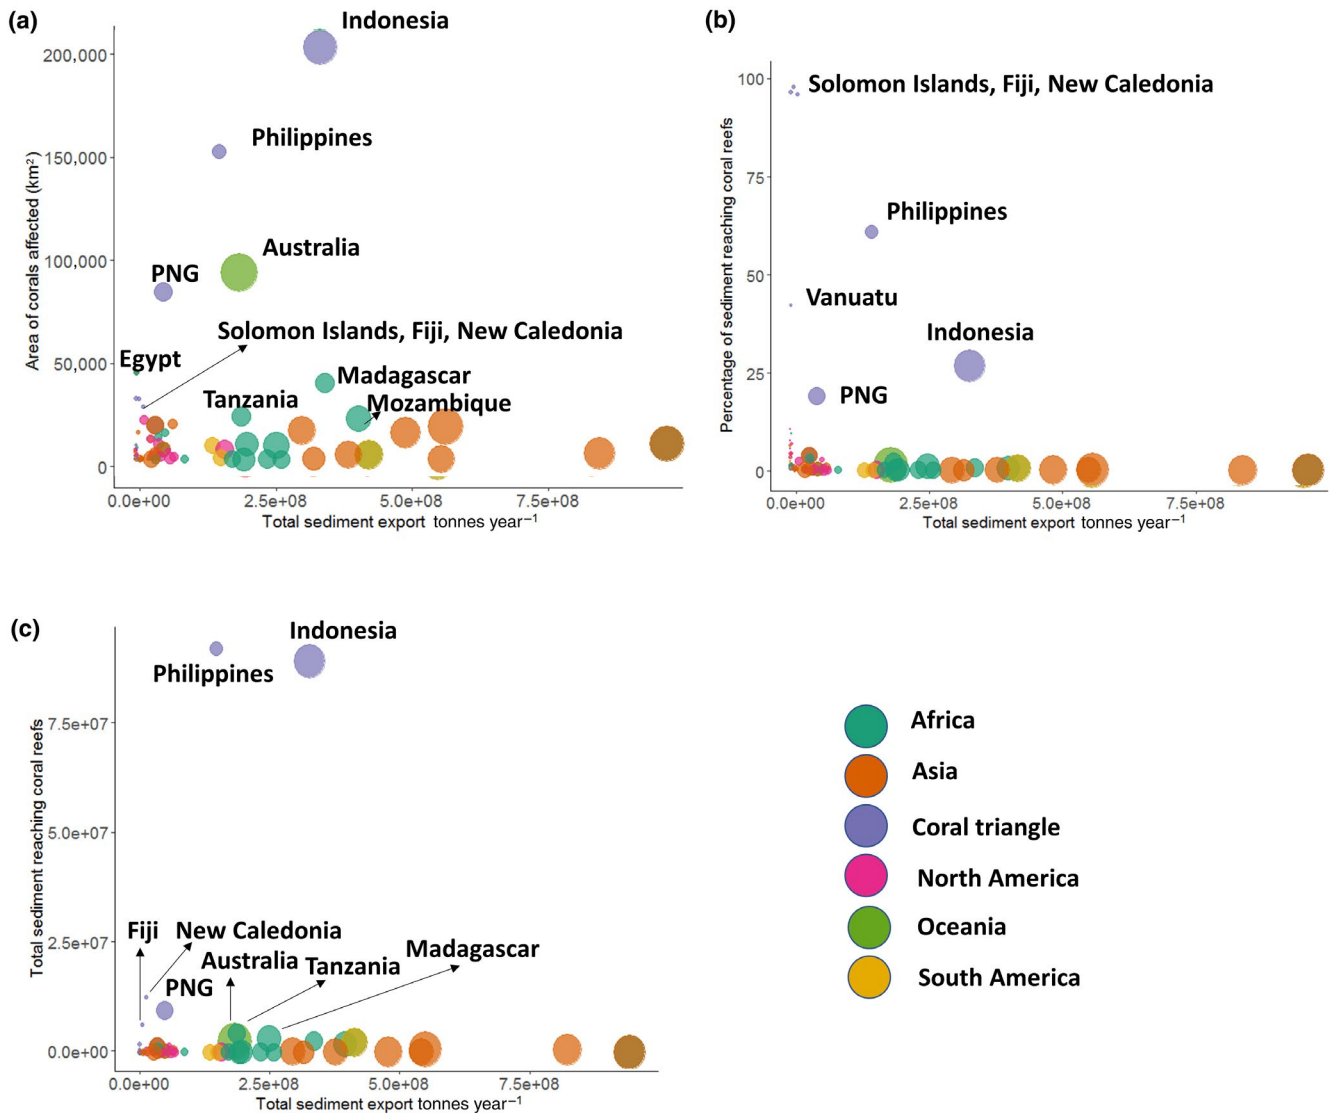 (a)
Indonesia
200,000
Philippines
150,000
Area of corals affected (km²)
Australia
100,000
PNG
Solomon Islands, Fiji, New Caledonia
50,000
Egypt
Madagascar
Tanzania
Mozambique
0
0.0e+00 2.5e+08 5.0e+08 7.5e+08
Total sediment export tonnes year⁻¹
(b)
100
Solomon Islands, Fiji, New Caledonia
Percentage of sediment reaching coral reefs
75
Philippines
50
Vanuatu
Indonesia
25
PNG
0
0.0e+00 2.5e+08 5.0e+08 7.5e+08
Total sediment export tonnes year⁻¹
(c)
Indonesia
Philippines
7.5e+07
Total sediment reaching coral reefs
5.0e+07
2.5e+07
Fiji New Caledonia
Australia
Tanzania
Madagascar
PNG
0.0e+00
0.0e+00 2.5e+08 5.0e+08 7.5e+08
Total sediment export tonnes year⁻¹
Africa
Asia
Coral triangle
North America
Oceania
South America